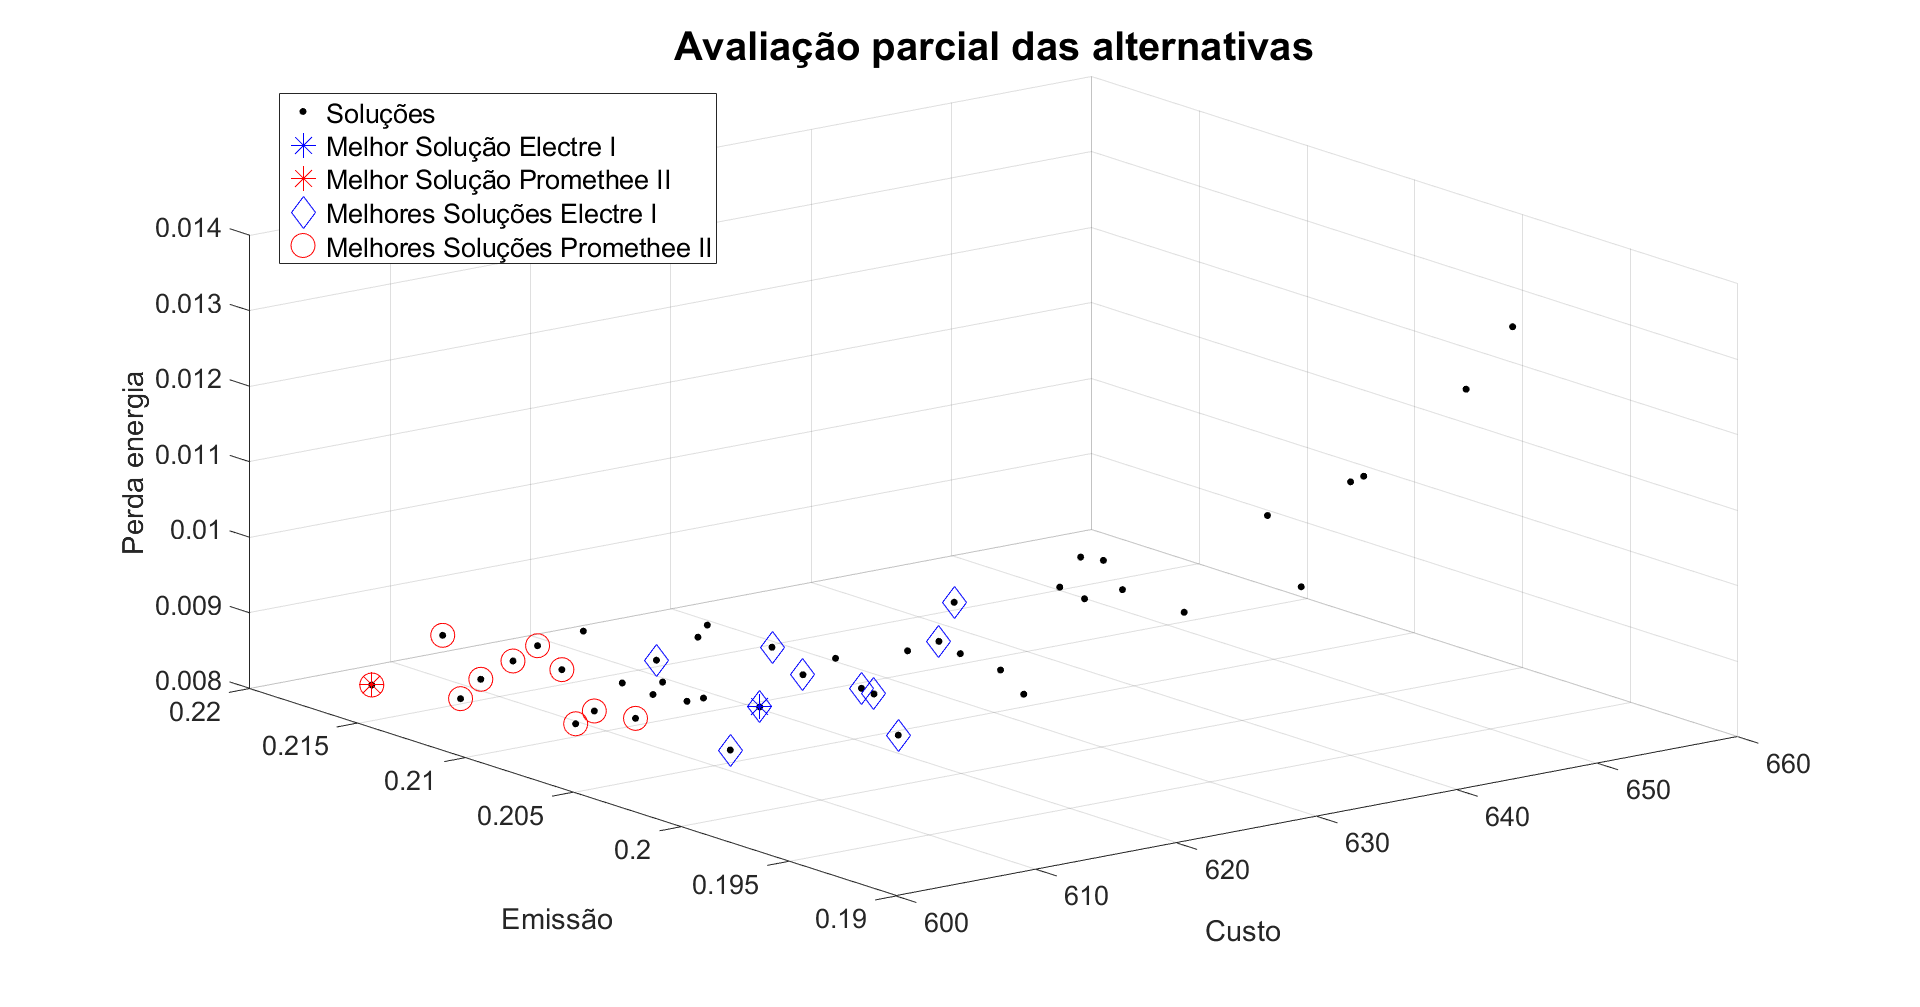 Avaliação parcial das alternativas
Soluções
Melhor Solução Electre I
Melhor Solução Promethee II
Melhores Soluções Electre I
Melhores Soluções Promethee II
0.014
0.013
0.012
0.011
0.01
0.009
0.008
Perda energia
0.22
0.215
0.21
0.205
0.2
0.195
0.19
Emissão
600
610
620
630
640
650
660
Custo